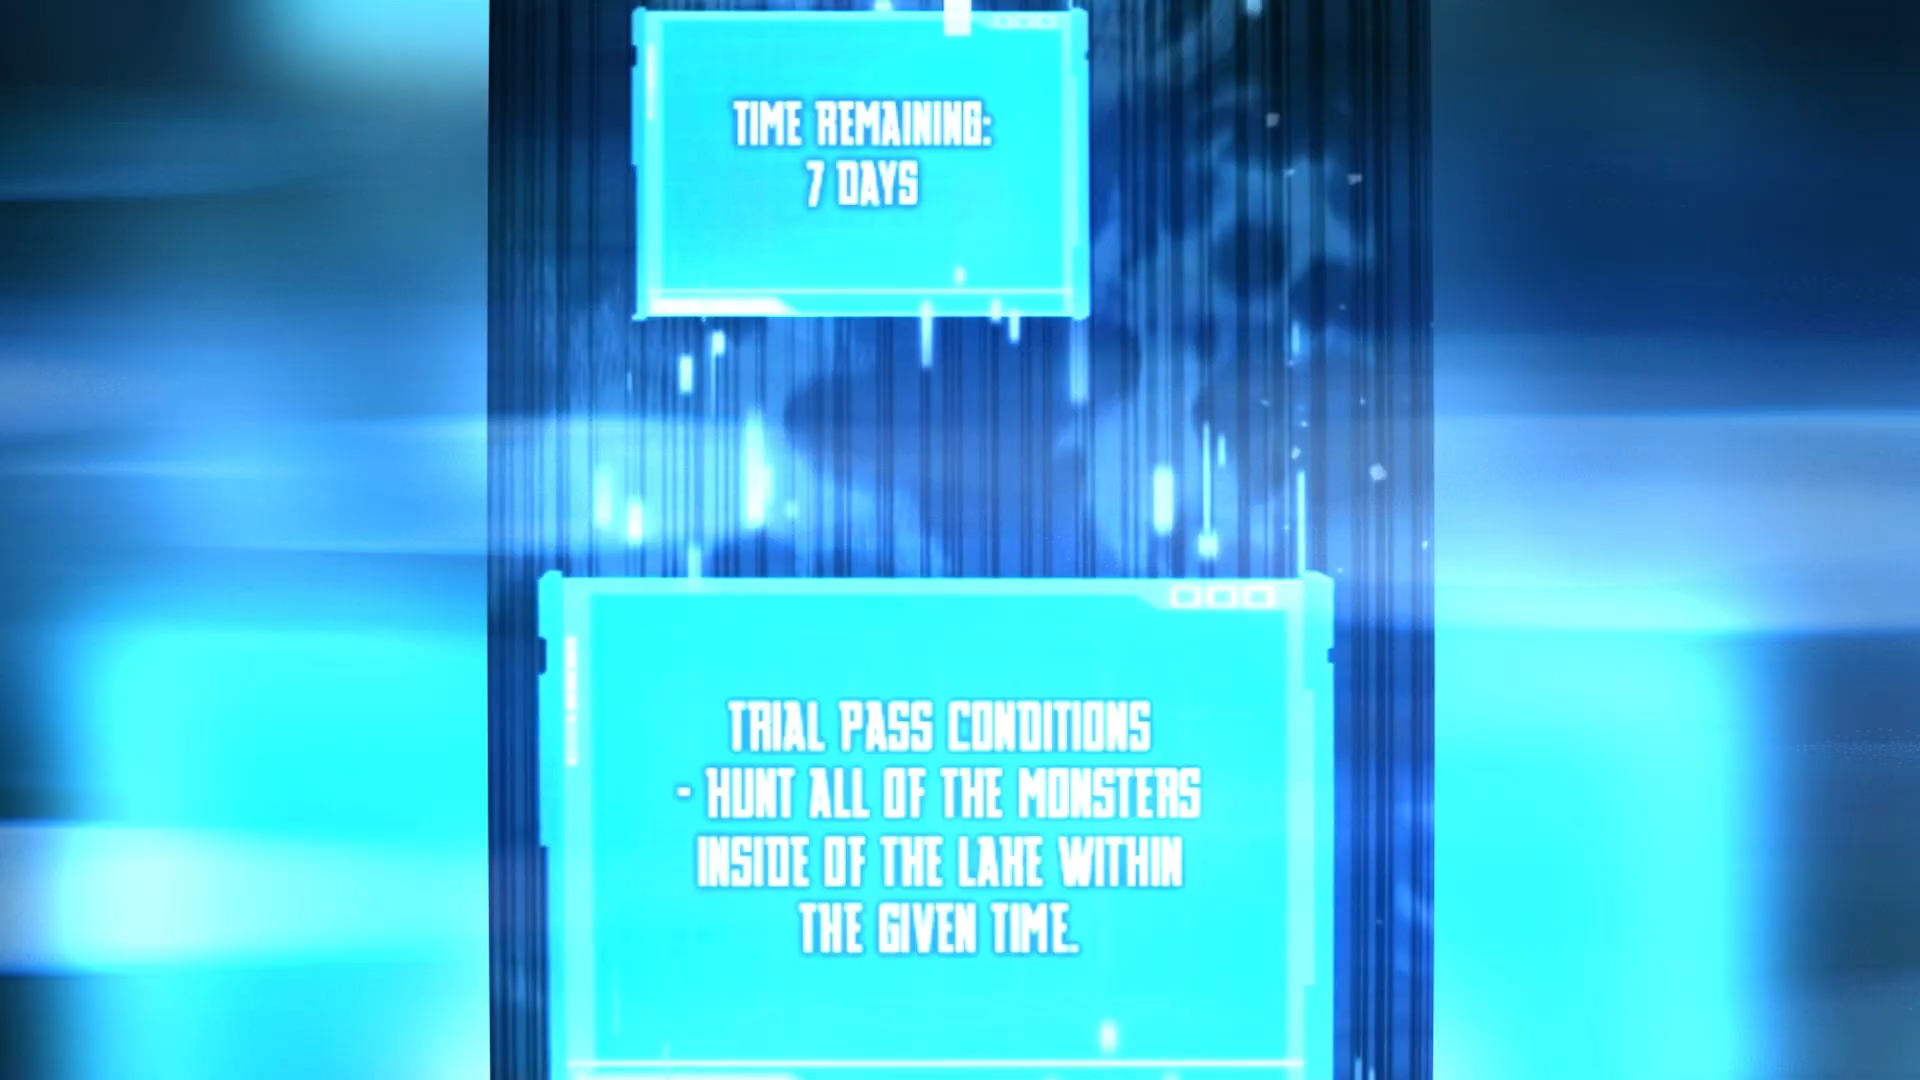 TIME REMAINING:
7 DAYS
TRIAL PASS CONDITIONS
- HUNT ALL OF THE MONSTERS
INSIDE OF THE LAKE WITHIN
THE GIVEN TIME.